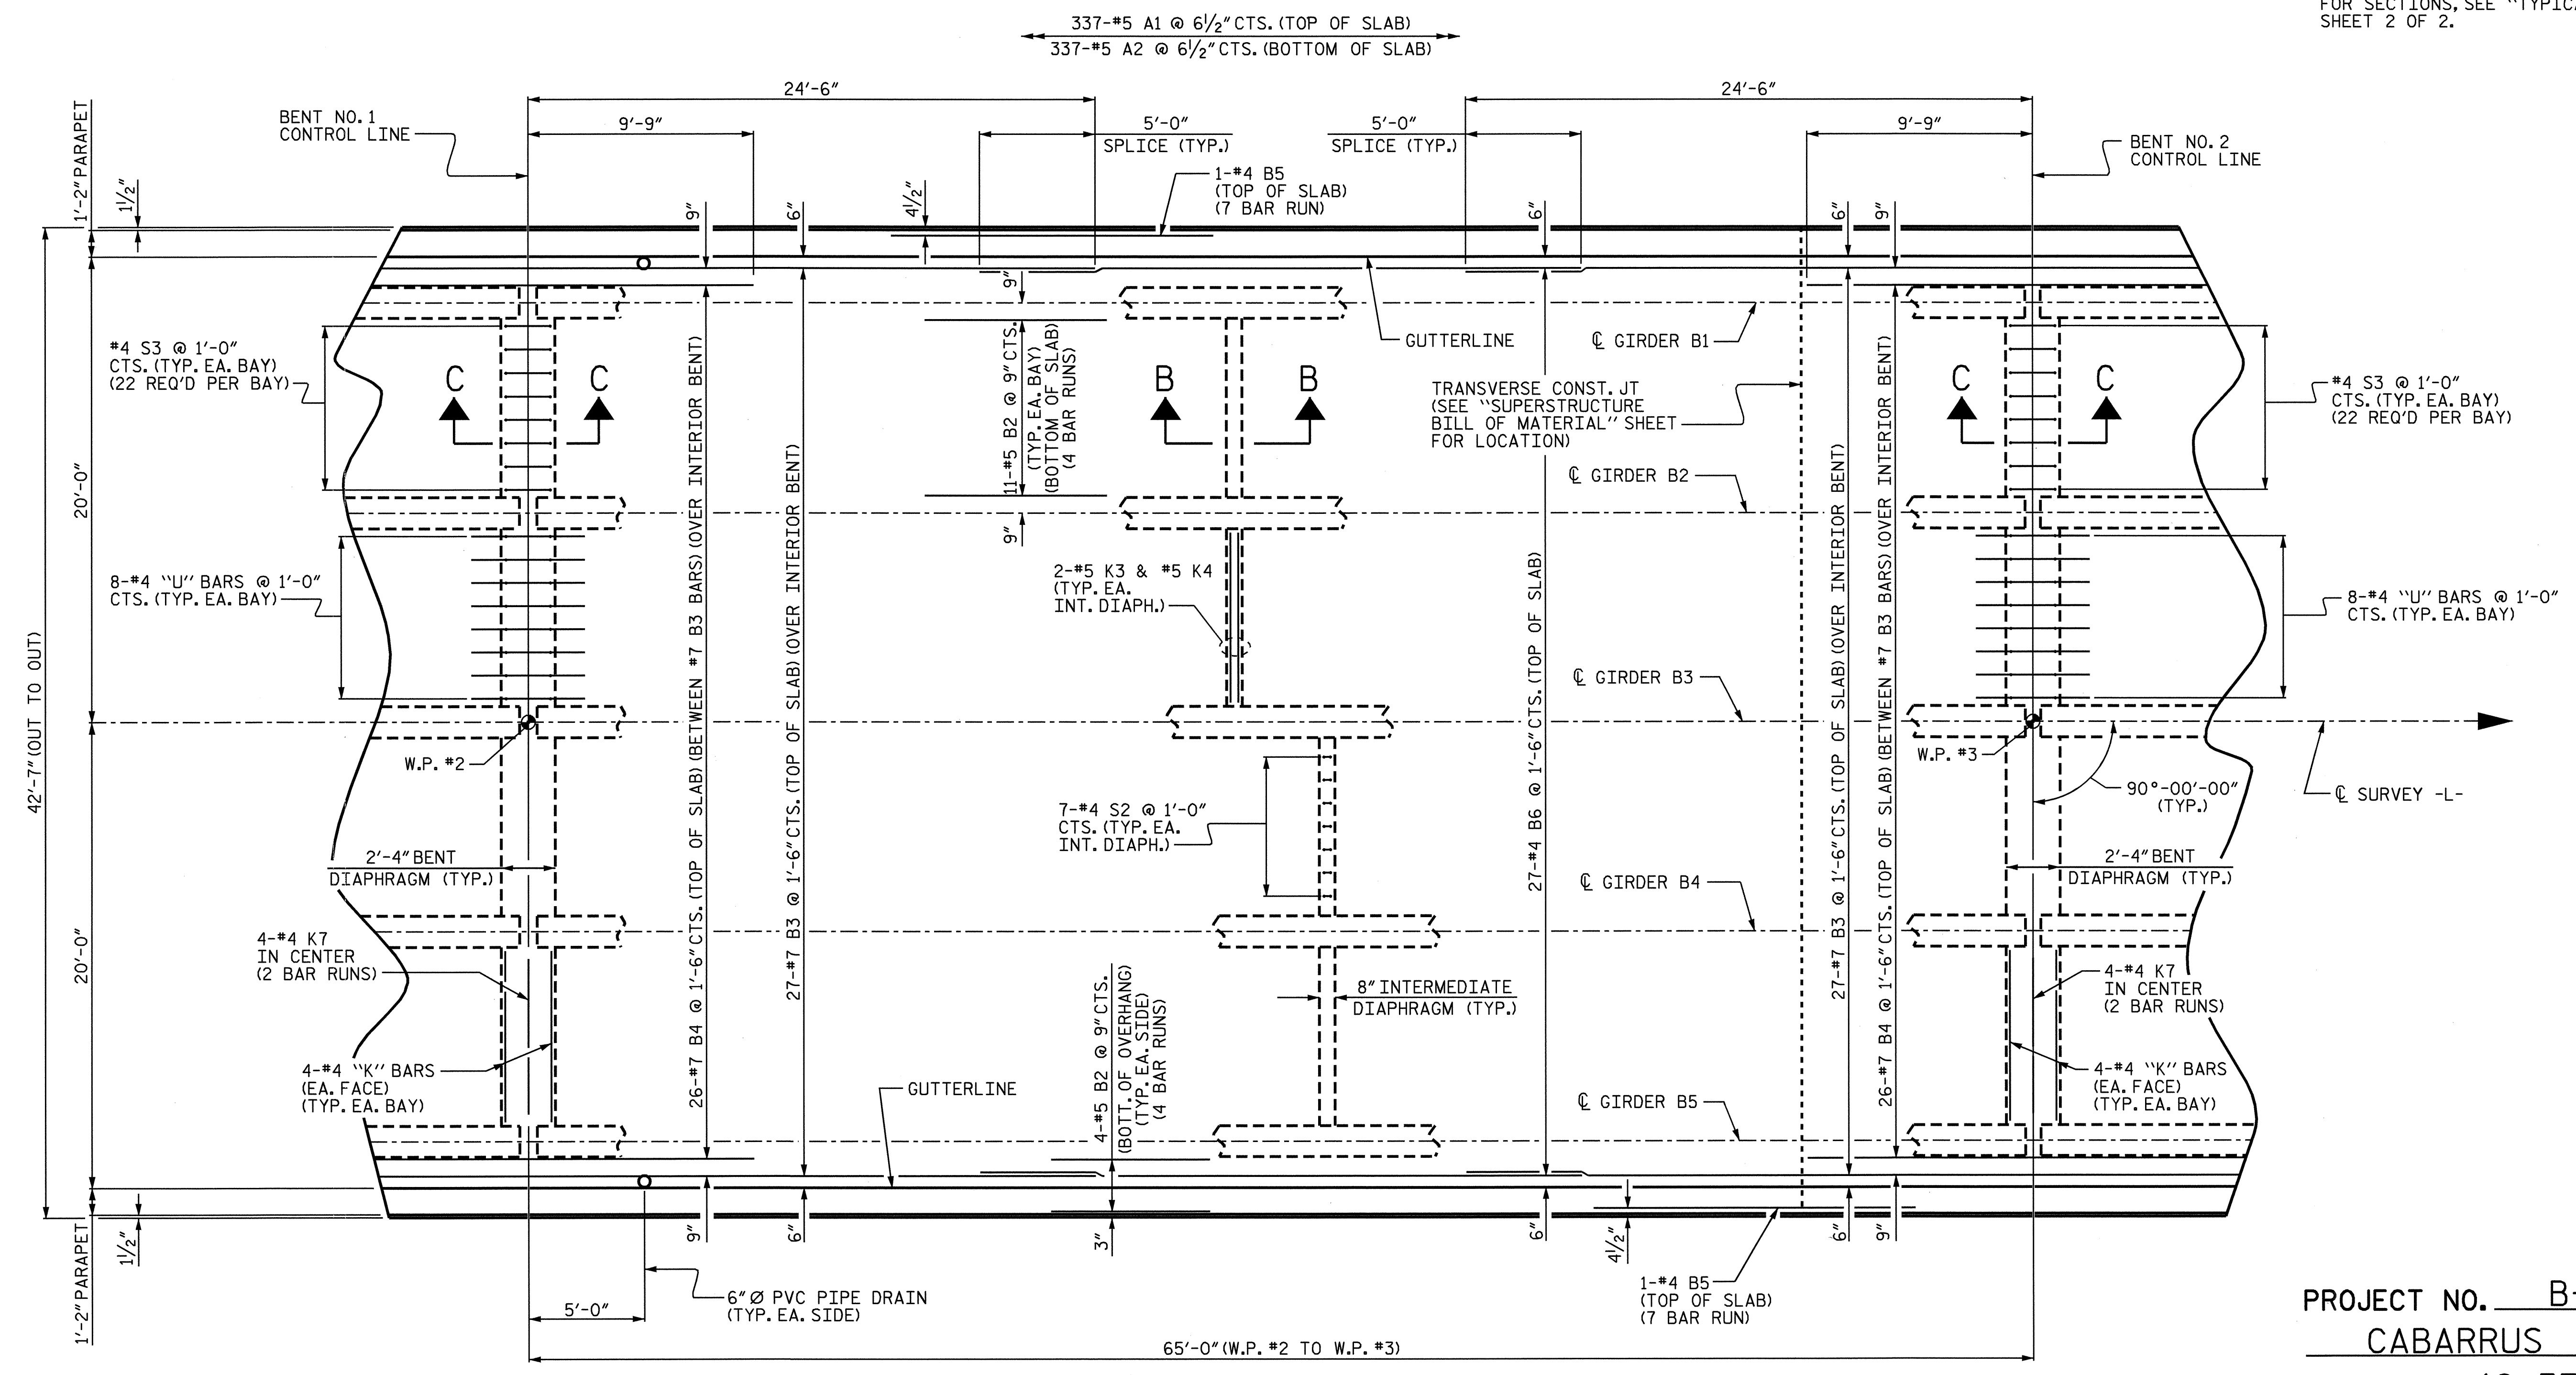 FOR SECTIONS, SEE "TYPICA
SHEET 2 OF 2.
337-#5 A1 @ 6½" CTS. (TOP OF SLAB)
337-#5 A2 @ 6½" CTS. (BOTTOM OF SLAB)
24'-6"
24'-6"
BENT NO. 1
CONTROL LINE
9'-9"
5'-0"
SPLICE (TYP.)
5'-0"
SPLICE (TYP.)
9'-9"
BENT NO. 2
CONTROL LINE
1'-2" PARAPET
1½"
1-#4 B5
(TOP OF SLAB)
(7 BAR RUN)
4½"
9"
6"
6"
6"
9"
#4 S3 @ 1'-0"
CTS. (TYP. EA. BAY)
(22 REQ'D PER BAY)
C
C
9"
11-#5 B2 @ 9" CTS.
(TYP. EA. BAY)
(BOTTOM OF SLAB)
(4 BAR RUNS)
9"
B
B
GUTTERLINE
℄ GIRDER B1
TRANSVERSE CONST. JT
(SEE "SUPERSTRUCTURE
BILL OF MATERIAL" SHEET
FOR LOCATION)
℄ GIRDER B2
C
C
#4 S3 @ 1'-0"
CTS. (TYP. EA. BAY)
(22 REQ'D PER BAY)
20'-0"
8-#4 "U" BARS @ 1'-0"
CTS. (TYP. EA. BAY)
26-#7 B4 @ 1'-6" CTS. (TOP OF SLAB) (BETWEEN #7 B3 BARS) (OVER INTERIOR BENT)
27-#7 B3 @ 1'-6" CTS. (TOP OF SLAB) (OVER INTERIOR BENT)
2-#5 K3 & #5 K4
(TYP. EA.
INT. DIAPH.)
27-#4 B6 @ 1'-6" CTS. (TOP OF SLAB)
℄ GIRDER B3
27-#7 B3 @ 1'-6" CTS. (TOP OF SLAB) (OVER INTERIOR BENT)
26-#7 B4 @ 1'-6" CTS. (TOP OF SLAB) (BETWEEN #7 B3 BARS) (OVER INTERIOR BENT)
8-#4 "U" BARS @ 1'-0"
CTS. (TYP. EA. BAY)
42'-7" (OUT TO OUT)
W.P. #2
W.P. #3
90°-00'-00"
(TYP.)
℄ SURVEY -L-
7-#4 S2 @ 1'-0"
CTS. (TYP. EA.
INT. DIAPH.)
2'-4" BENT
DIAPHRAGM (TYP.)
℄ GIRDER B4
2'-4" BENT
DIAPHRAGM (TYP.)
20'-0"
4-#4 K7
IN CENTER
(2 BAR RUNS)
4-#5 B2 @ 9" CTS.
(BOTT. OF OVERHANG)
(TYP. EA. SIDE)
(4 BAR RUNS)
8" INTERMEDIATE
DIAPHRAGM (TYP.)
4-#4 K7
IN CENTER
(2 BAR RUNS)
4-#4 "K" BARS
(EA. FACE)
(TYP. EA. BAY)
GUTTERLINE
℄ GIRDER B5
4-#4 "K" BARS
(EA. FACE)
(TYP. EA. BAY)
1'-2" PARAPET
1½"
9"
6"
3"
6"
4½"
6"
9"
6" Ø PVC PIPE DRAIN
(TYP. EA. SIDE)
1-#4 B5
(TOP OF SLAB)
(7 BAR RUN)
5'-0"
65'-0" (W.P. #2 TO W.P. #3)
PROJECT NO. B-
CABARRUS